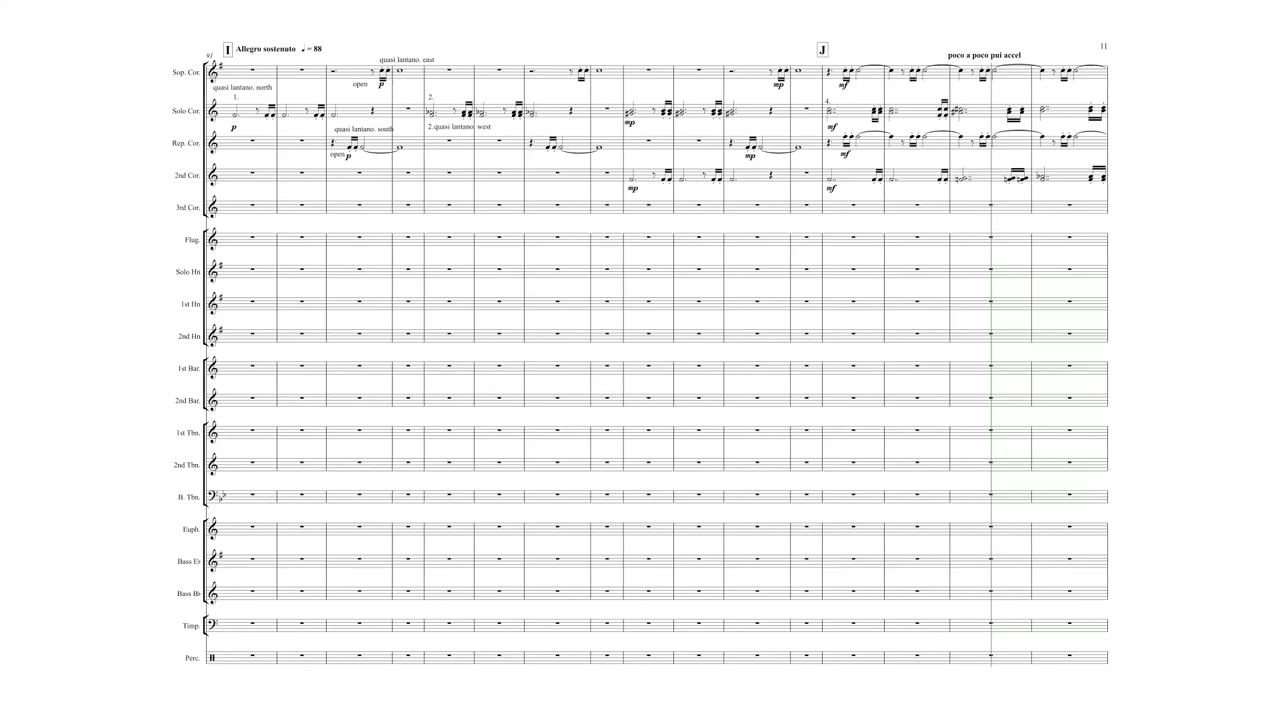 11
I Allegro sostenuto ♩ = 88
J
poco a poco pui accel
91
quasi lantano. east
Sop. Cor.
open p mp mf
quasi lantano. north
1. 2. 4.
Solo Cor.
p mp mf
quasi lantano. south 2. quasi lantano. west
Rep. Cor.
open p mp mf
2nd Cor.
mp mf
3rd Cor.
Flug.
Solo Hn
1st Hn
2nd Hn
1st Bar.
2nd Bar.
1st Tbn.
2nd Tbn.
B. Tbn.
Euph.
Bass E♭
Bass B♭
Timp.
Perc.